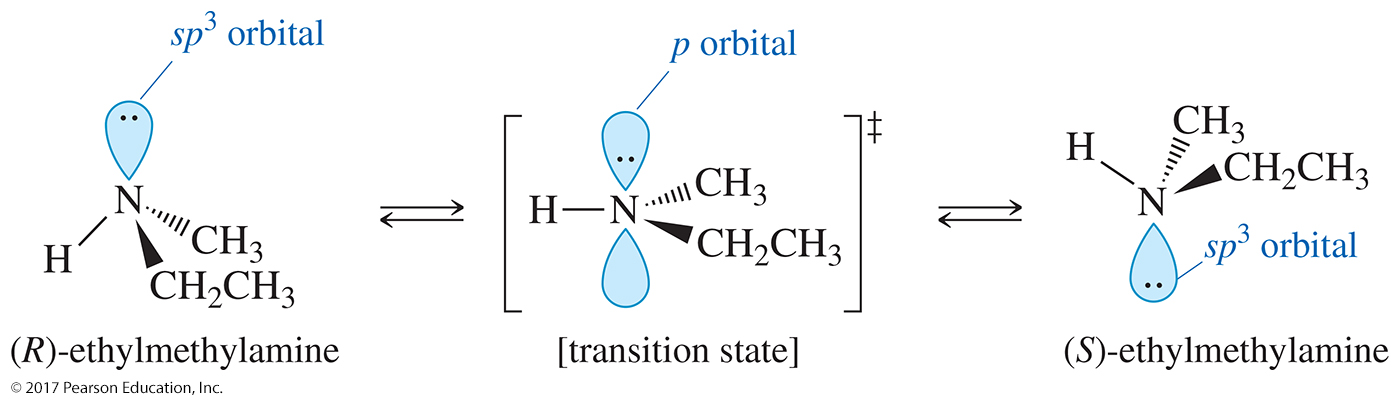 sp³ orbital
H
N
CH₃
CH₂CH₃
(R)-ethylmethylamine
p orbital
H
N
CH₃
CH₂CH₃
‡
[transition state]
H
CH₃
CH₂CH₃
N
sp³ orbital
(S)-ethylmethylamine
© 2017 Pearson Education, Inc.